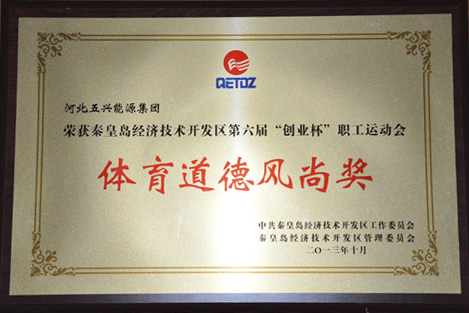 QETDZ
河北五兴能源集团
荣获秦皇岛经济技术开发区第六届“创业杯”职工运动会
体育道德风尚奖
中共秦皇岛经济技术开发区工作委员会
秦皇岛经济技术开发区管理委员会
二〇一三年十月